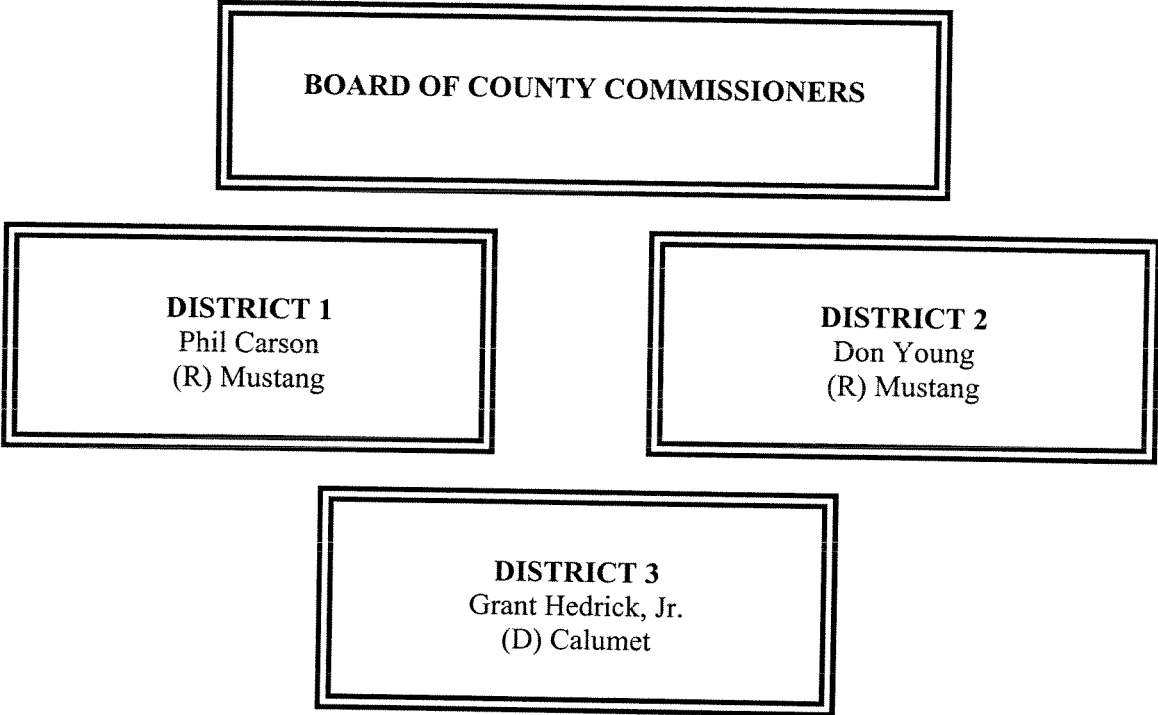 BOARD OF COUNTY COMMISSIONERS
DISTRICT 1
Phil Carson
(R) Mustang
DISTRICT 2
Don Young
(R) Mustang
DISTRICT 3
Grant Hedrick, Jr.
(D) Calumet